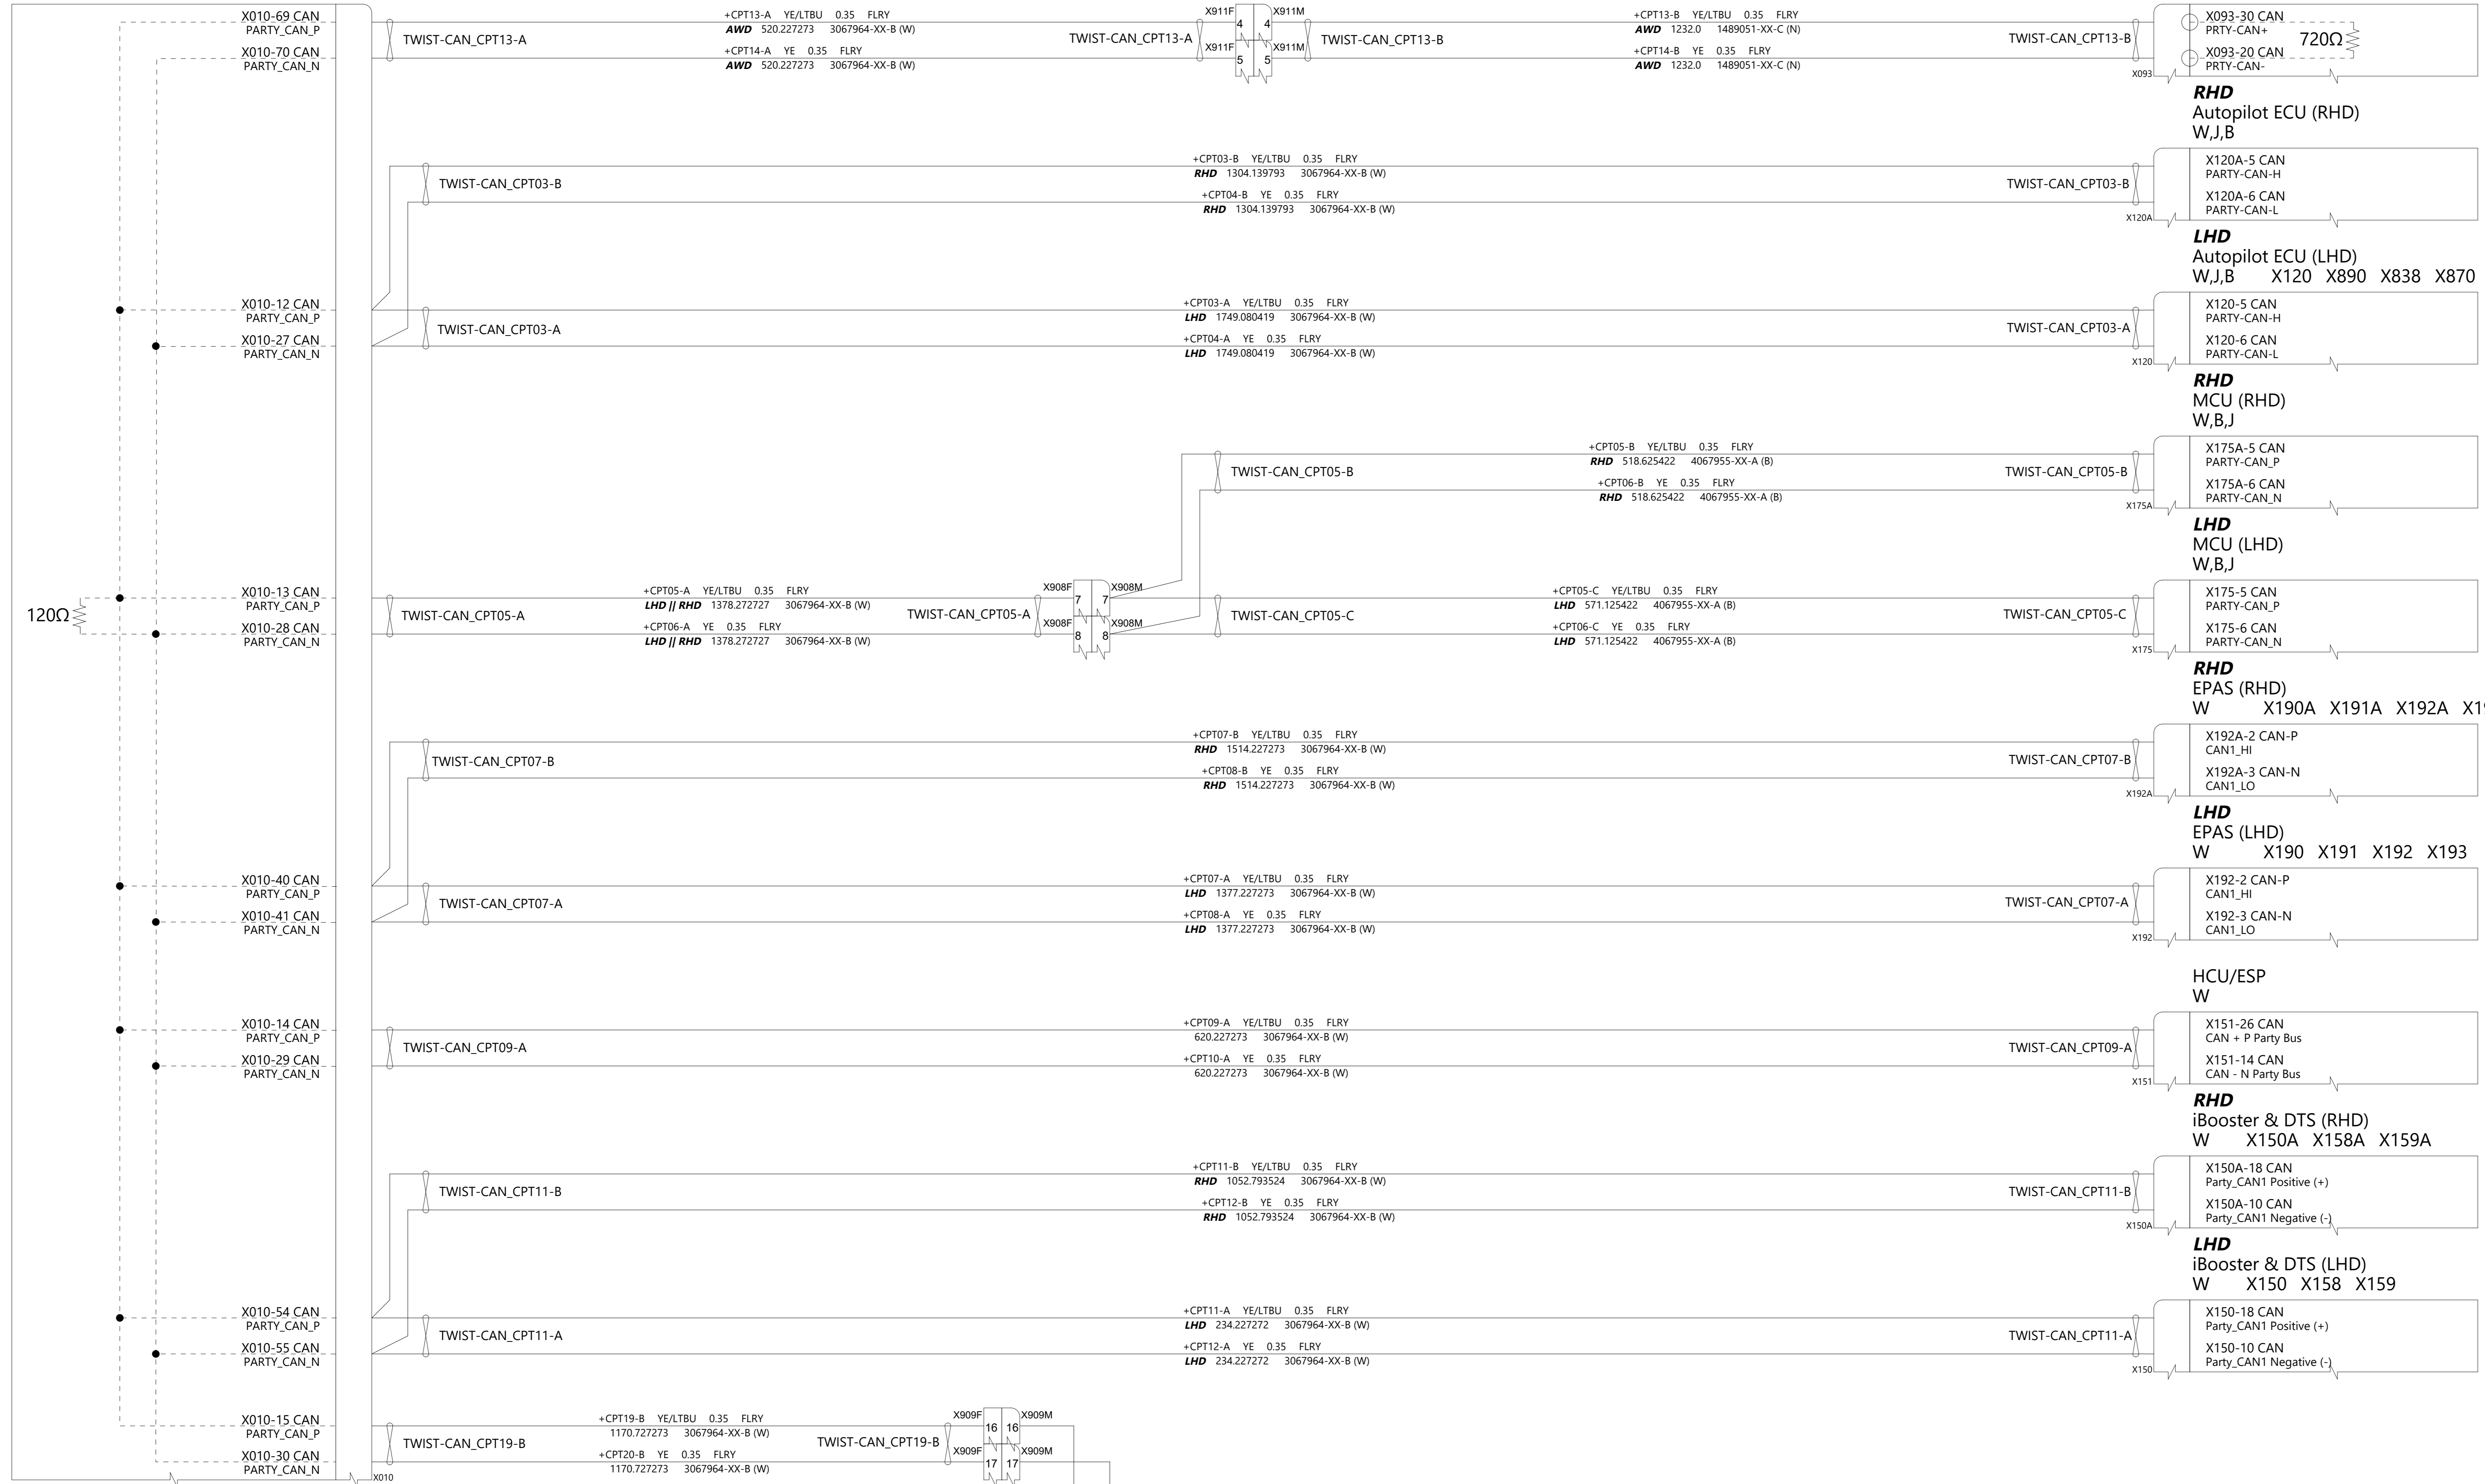 X010-69 CAN
PARTY_CAN_P
X010-70 CAN
PARTY_CAN_N
TWIST-CAN_CPT13-A
+CPT13-A YE/LTBU 0.35 FLRY
AWD 520.227273 3067964-XX-B (W)
+CPT14-A YE 0.35 FLRY
AWD 520.227273 3067964-XX-B (W)
TWIST-CAN_CPT13-A
X911F 4 4 X911M
X911F 5 5 X911M
TWIST-CAN_CPT13-B
+CPT13-B YE/LTBU 0.35 FLRY
AWD 1232.0 1489051-XX-C (N)
+CPT14-B YE 0.35 FLRY
AWD 1232.0 1489051-XX-C (N)
TWIST-CAN_CPT13-B
X093
X093-30 CAN
PRTY-CAN+
X093-20 CAN
PRTY-CAN-
720Ω
RHD
Autopilot ECU (RHD)
W,J,B
TWIST-CAN_CPT03-B
+CPT03-B YE/LTBU 0.35 FLRY
RHD 1304.139793 3067964-XX-B (W)
+CPT04-B YE 0.35 FLRY
RHD 1304.139793 3067964-XX-B (W)
TWIST-CAN_CPT03-B
X120A
X120A-5 CAN
PARTY-CAN-H
X120A-6 CAN
PARTY-CAN-L
LHD
Autopilot ECU (LHD)
W,J,B X120 X890 X838 X870
X010-12 CAN
PARTY_CAN_P
X010-27 CAN
PARTY_CAN_N
TWIST-CAN_CPT03-A
+CPT03-A YE/LTBU 0.35 FLRY
LHD 1749.080419 3067964-XX-B (W)
+CPT04-A YE 0.35 FLRY
LHD 1749.080419 3067964-XX-B (W)
TWIST-CAN_CPT03-A
X120
X120-5 CAN
PARTY-CAN-H
X120-6 CAN
PARTY-CAN-L
RHD
MCU (RHD)
W,B,J
TWIST-CAN_CPT05-B
+CPT05-B YE/LTBU 0.35 FLRY
RHD 518.625422 4067955-XX-A (B)
+CPT06-B YE 0.35 FLRY
RHD 518.625422 4067955-XX-A (B)
TWIST-CAN_CPT05-B
X175A
X175A-5 CAN
PARTY-CAN_P
X175A-6 CAN
PARTY-CAN_N
LHD
MCU (LHD)
W,B,J
120Ω
X010-13 CAN
PARTY_CAN_P
X010-28 CAN
PARTY_CAN_N
TWIST-CAN_CPT05-A
+CPT05-A YE/LTBU 0.35 FLRY
LHD || RHD 1378.272727 3067964-XX-B (W)
+CPT06-A YE 0.35 FLRY
LHD || RHD 1378.272727 3067964-XX-B (W)
TWIST-CAN_CPT05-A
X908F 7 7 X908M
X908F 8 8 X908M
TWIST-CAN_CPT05-C
+CPT05-C YE/LTBU 0.35 FLRY
LHD 571.125422 4067955-XX-A (B)
+CPT06-C YE 0.35 FLRY
LHD 571.125422 4067955-XX-A (B)
TWIST-CAN_CPT05-C
X175
X175-5 CAN
PARTY-CAN_P
X175-6 CAN
PARTY-CAN_N
RHD
EPAS (RHD)
W X190A X191A X192A
TWIST-CAN_CPT07-B
+CPT07-B YE/LTBU 0.35 FLRY
RHD 1514.227273 3067964-XX-B (W)
+CPT08-B YE 0.35 FLRY
RHD 1514.227273 3067964-XX-B (W)
TWIST-CAN_CPT07-B
X192A
X192A-2 CAN-P
CAN1_HI
X192A-3 CAN-N
CAN1_LO
LHD
EPAS (LHD)
W X190 X191 X192 X193
X010-40 CAN
PARTY_CAN_P
X010-41 CAN
PARTY_CAN_N
TWIST-CAN_CPT07-A
+CPT07-A YE/LTBU 0.35 FLRY
LHD 1377.227273 3067964-XX-B (W)
+CPT08-A YE 0.35 FLRY
LHD 1377.227273 3067964-XX-B (W)
TWIST-CAN_CPT07-A
X192
X192-2 CAN-P
CAN1_HI
X192-3 CAN-N
CAN1_LO
HCU/ESP
W
X010-14 CAN
PARTY_CAN_P
X010-29 CAN
PARTY_CAN_N
TWIST-CAN_CPT09-A
+CPT09-A YE/LTBU 0.35 FLRY
620.227273 3067964-XX-B (W)
+CPT10-A YE 0.35 FLRY
620.227273 3067964-XX-B (W)
TWIST-CAN_CPT09-A
X151
X151-26 CAN
CAN + P Party Bus
X151-14 CAN
CAN - N Party Bus
RHD
iBooster & DTS (RHD)
W X150A X158A X159A
TWIST-CAN_CPT11-B
+CPT11-B YE/LTBU 0.35 FLRY
RHD 1052.793524 3067964-XX-B (W)
+CPT12-B YE 0.35 FLRY
RHD 1052.793524 3067964-XX-B (W)
TWIST-CAN_CPT11-B
X150A
X150A-18 CAN
Party_CAN1 Positive (+)
X150A-10 CAN
Party_CAN1 Negative (-)
LHD
iBooster & DTS (LHD)
W X150 X158 X159
X010-54 CAN
PARTY_CAN_P
X010-55 CAN
PARTY_CAN_N
TWIST-CAN_CPT11-A
+CPT11-A YE/LTBU 0.35 FLRY
LHD 234.227272 3067964-XX-B (W)
+CPT12-A YE 0.35 FLRY
LHD 234.227272 3067964-XX-B (W)
TWIST-CAN_CPT11-A
X150
X150-18 CAN
Party_CAN1 Positive (+)
X150-10 CAN
Party_CAN1 Negative (-)
X010-15 CAN
PARTY_CAN_P
X010-30 CAN
PARTY_CAN_N
X010
TWIST-CAN_CPT19-B
+CPT19-B YE/LTBU 0.35 FLRY
1170.727273 3067964-XX-B (W)
+CPT20-B YE 0.35 FLRY
1170.727273 3067964-XX-B (W)
TWIST-CAN_CPT19-B
X909F 16 16 X909M
X909F 17 17 X909M